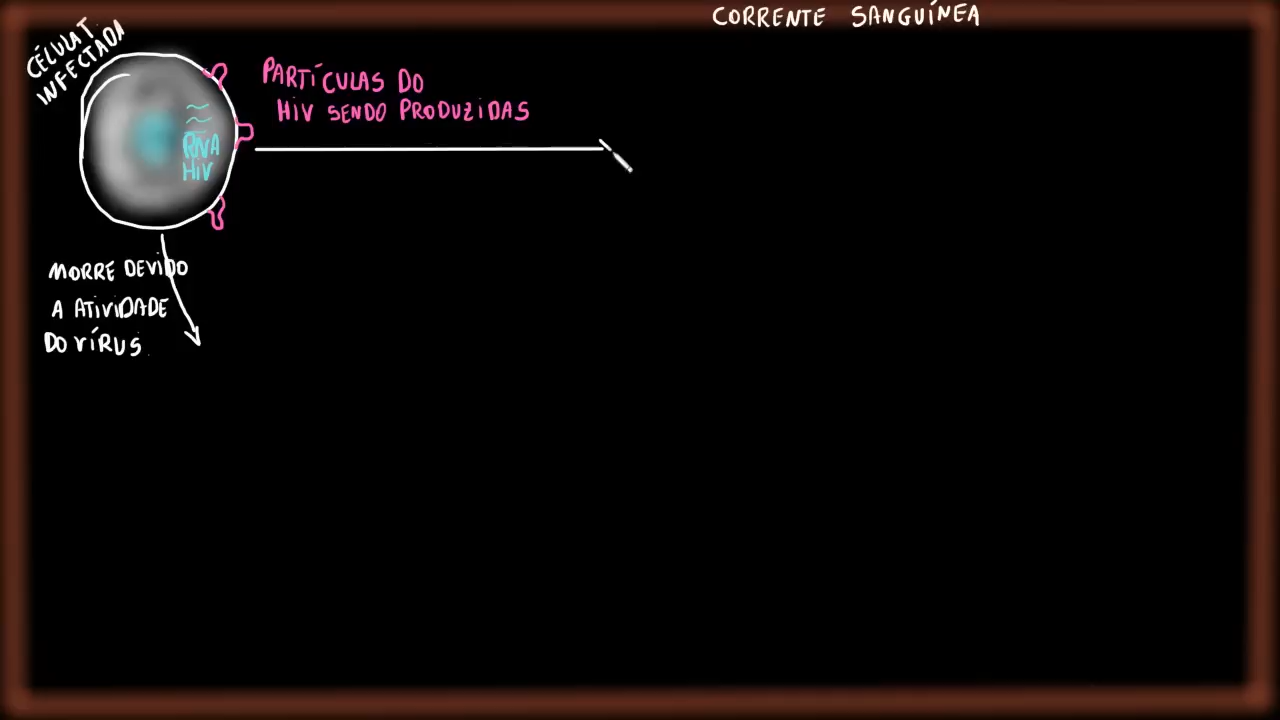 CORRENTE SANGUÍNEA
CÉLULA T
INFECTADA
PARTÍCULAS DO
HIV SENDO PRODUZIDAS
RNA
HIV
MORRE DEVIDO
A ATIVIDADE
DO VÍRUS